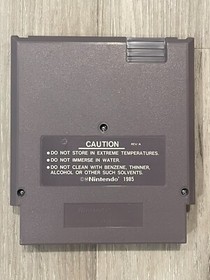 CAUTION REV-A
●DO NOT STORE IN EXTREME TEMPERATURES.
●DO NOT IMMERSE IN WATER.
●DO NOT CLEAN WITH BENZENE, THINNER,
ALCOHOL OR OTHER SUCH SOLVENTS.
©Nintendo 1985